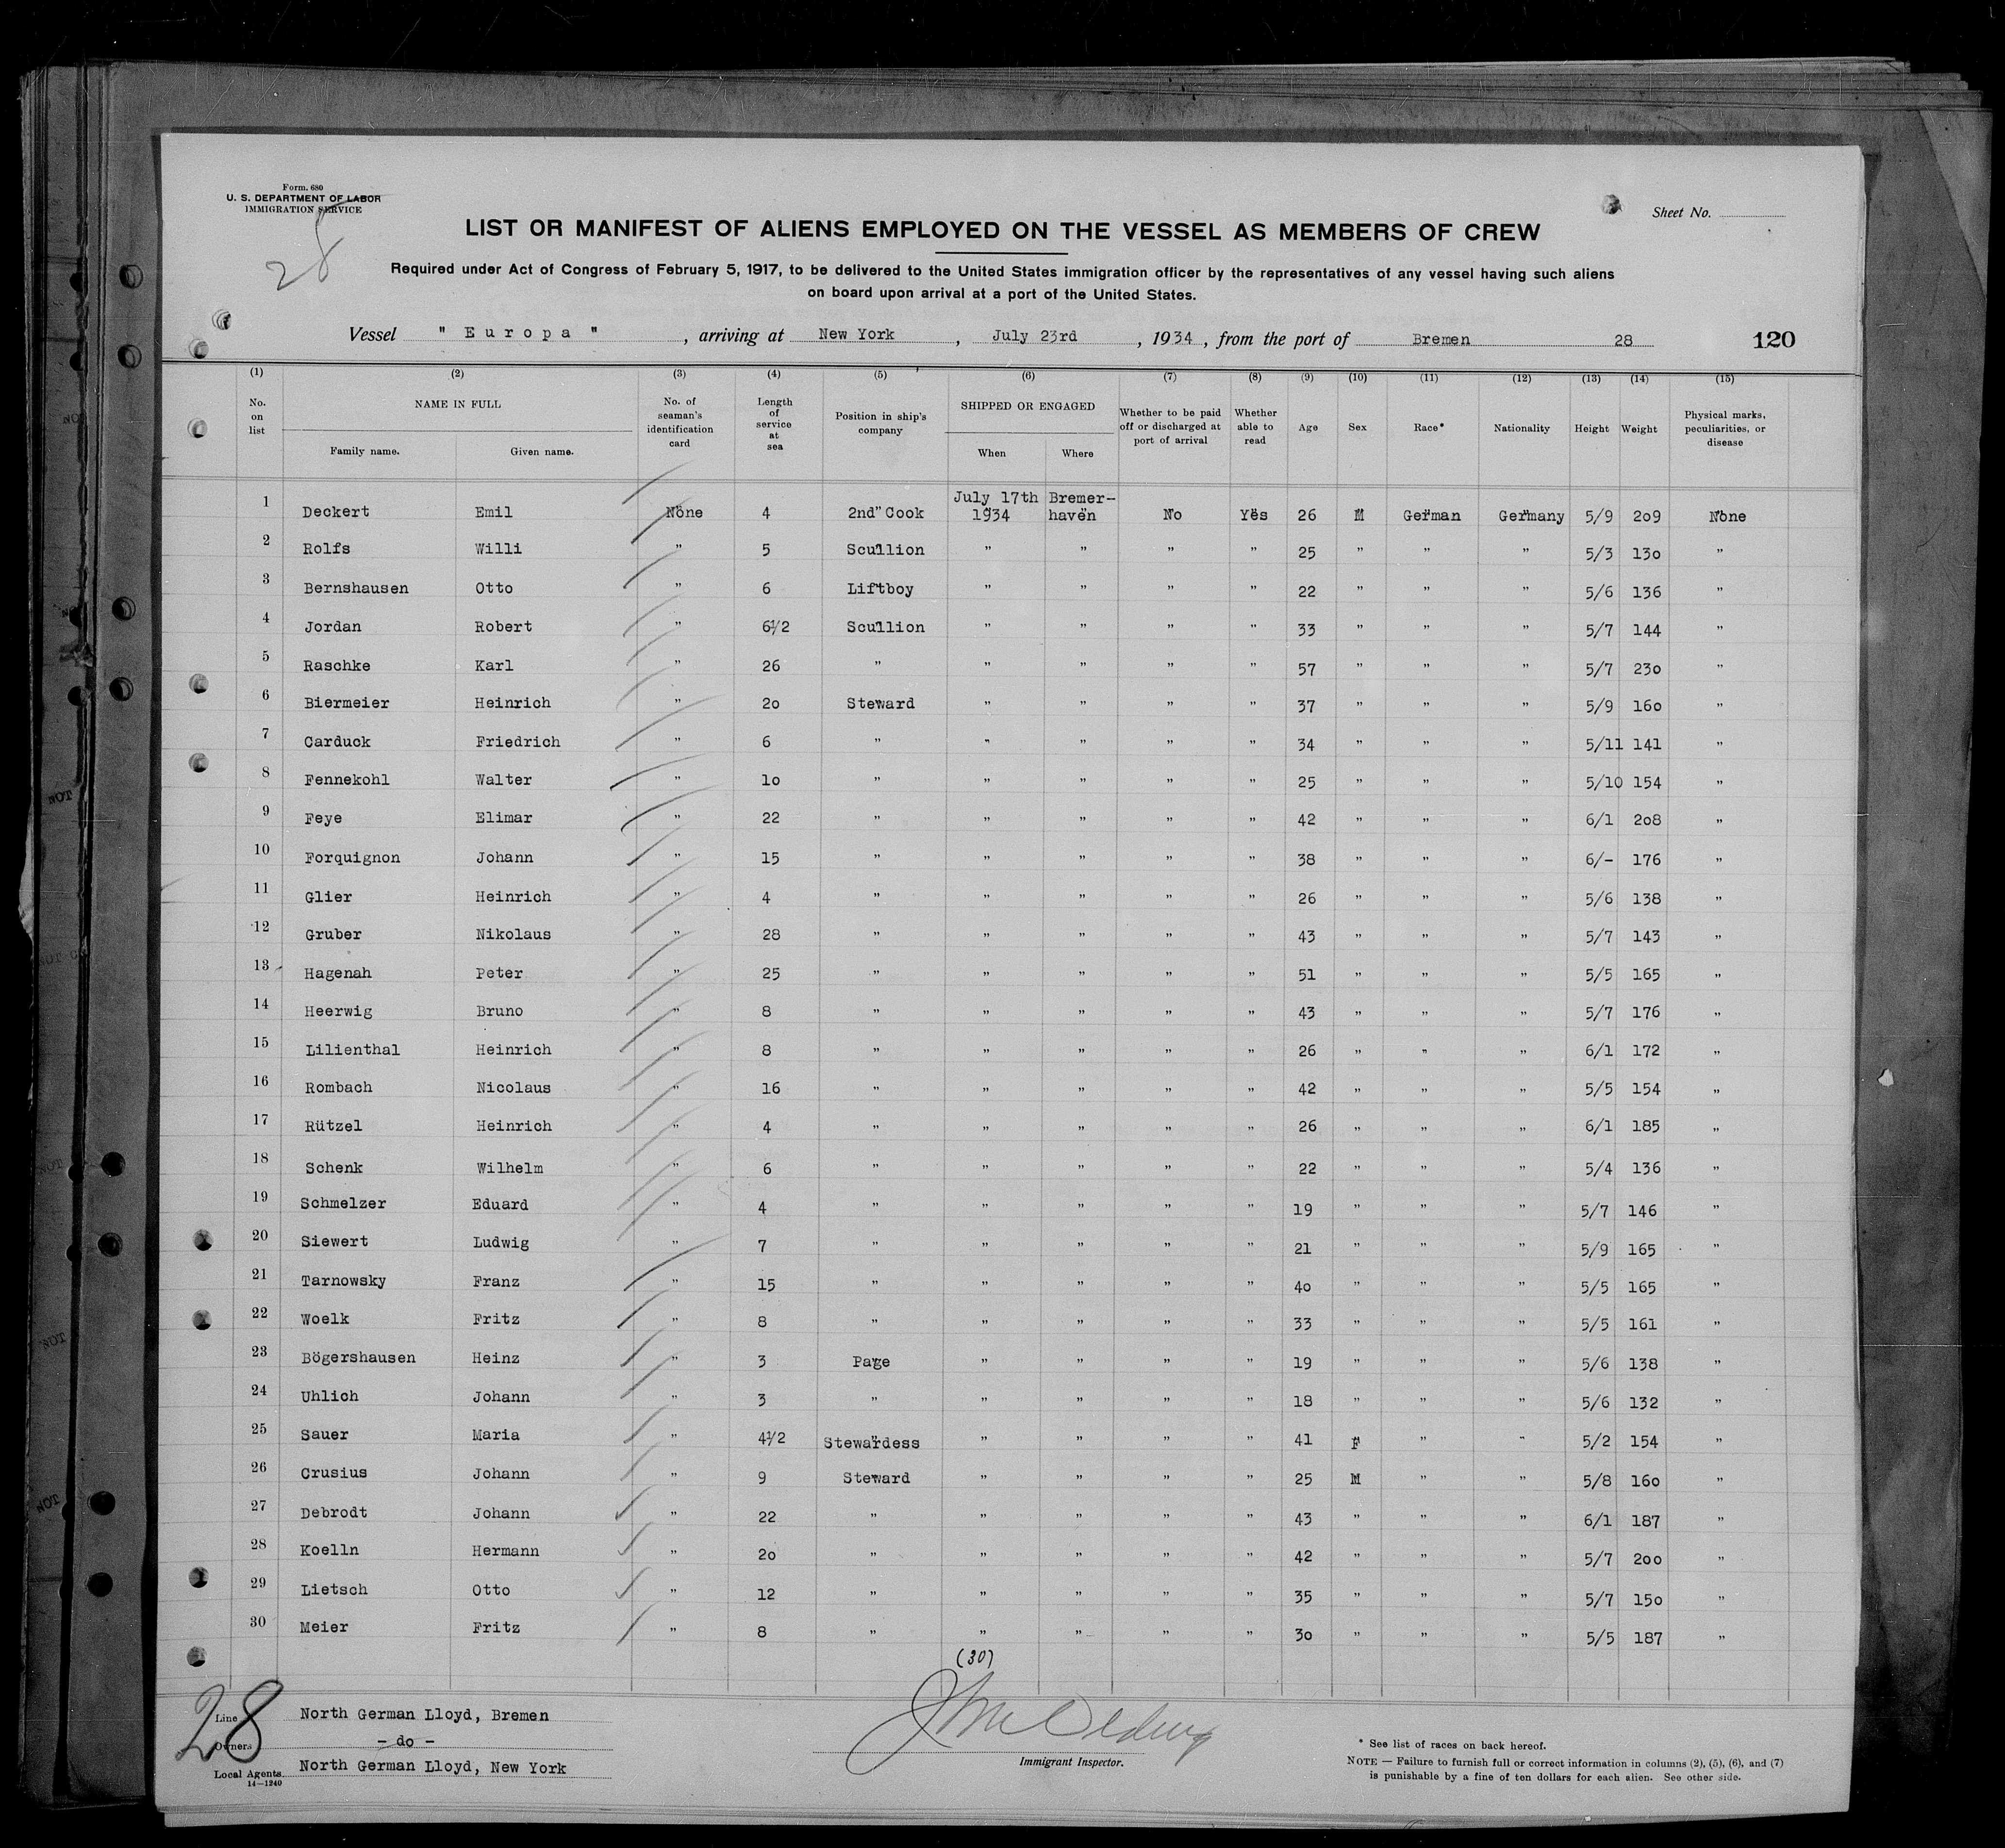 Form. 680
U. S. DEPARTMENT OF LABOR
IMMIGRATION SERVICE
28
Sheet No.
LIST OR MANIFEST OF ALIENS EMPLOYED ON THE VESSEL AS MEMBERS OF CREW
Required under Act of Congress of February 5, 1917, to be delivered to the United States immigration officer by the representatives of any vessel having such aliens
on board upon arrival at a port of the United States.
Vessel " Europa " , arriving at New York , July 23rd , 1934 , from the port of Bremen 28 120
(1) (2) (3) (4) (5) (6) (7) (8) (9) (10) (11) (12) (13) (14) (15)
No. on list NAME IN FULL Family name. Given name. No. of seaman's identification card Length of service at sea Position in ship's company SHIPPED OR ENGAGED When Where Whether to be paid off or discharged at port of arrival Whether able to read Age Sex Race* Nationality Height Weight Physical marks, peculiarities, or disease
1 Deckert Emil None 4 2nd Cook July 17th 1934 Bremerhaven No Yes 26 M German Germany 5/9 209 None
2 Rolfs Willi " 5 Scullion " " " " 25 " " " 5/3 130 "
3 Bernshausen Otto " 6 Liftboy " " " " 22 " " " 5/6 136 "
4 Jordan Robert " 6½ Scullion " " " " 33 " " " 5/7 144 "
5 Raschke Karl " 26 " " " " " 57 " " " 5/7 230 "
6 Biermeier Heinrich " 20 Steward " " " " 37 " " " 5/9 160 "
7 Carduck Friedrich " 6 " " " " " 34 " " " 5/11 141 "
8 Fennekohl Walter " 10 " " " " " 25 " " " 5/10 154 "
9 Feye Elimar " 22 " " " " " 42 " " " 6/1 208 "
10 Forquignon Johann " 15 " " " " " 38 " " " 6/- 176 "
11 Glier Heinrich " 4 " " " " " 26 " " " 5/6 138 "
12 Gruber Nikolaus " 28 " " " " " 43 " " " 5/7 143 "
13 Hagenah Peter " 25 " " " " " 51 " " " 5/5 165 "
14 Heerwig Bruno " 8 " " " " " 43 " " " 5/7 176 "
15 Lilienthal Heinrich " 8 " " " " " 26 " " " 6/1 172 "
16 Rombach Nicolaus " 16 " " " " " 42 " " " 5/5 154 "
17 Rützel Heinrich " 4 " " " " " 26 " " " 6/1 185 "
18 Schenk Wilhelm " 6 " " " " " 22 " " " 5/4 136 "
19 Schmelzer Eduard " 4 " " " " " 19 " " " 5/7 146 "
20 Siewert Ludwig " 7 " " " " " 21 " " " 5/9 165 "
21 Tarnowsky Franz " 15 " " " " " 40 " " " 5/5 165 "
22 Woelk Fritz " 8 " " " " " 33 " " " 5/5 161 "
23 Bögershausen Heinz " 3 Page " " " " 19 " " " 5/6 138 "
24 Uhlich Johann " 3 " " " " " 18 " " " 5/6 132 "
25 Sauer Maria " 4½ Stewardess " " " " 41 F " " 5/2 154 "
26 Crusius Johann " 9 Steward " " " " 25 M " " 5/8 160 "
27 Debrodt Johann " 22 " " " " " 43 " " " 6/1 187 "
28 Koelln Hermann " 20 " " " " " 42 " " " 5/7 200 "
29 Lietsch Otto " 12 " " " " " 35 " " " 5/7 150 "
30 Meier Fritz " 8 " " " " " 30 " " " 5/5 187 "
(30)
28
Line North German Lloyd, Bremen
Owners - do -
Local Agents North German Lloyd, New York
14—1240
Immigrant Inspector.
* See list of races on back hereof.
NOTE — Failure to furnish full or correct information in columns (2), (5), (6), and (7)
is punishable by a fine of ten dollars for each alien. See other side.